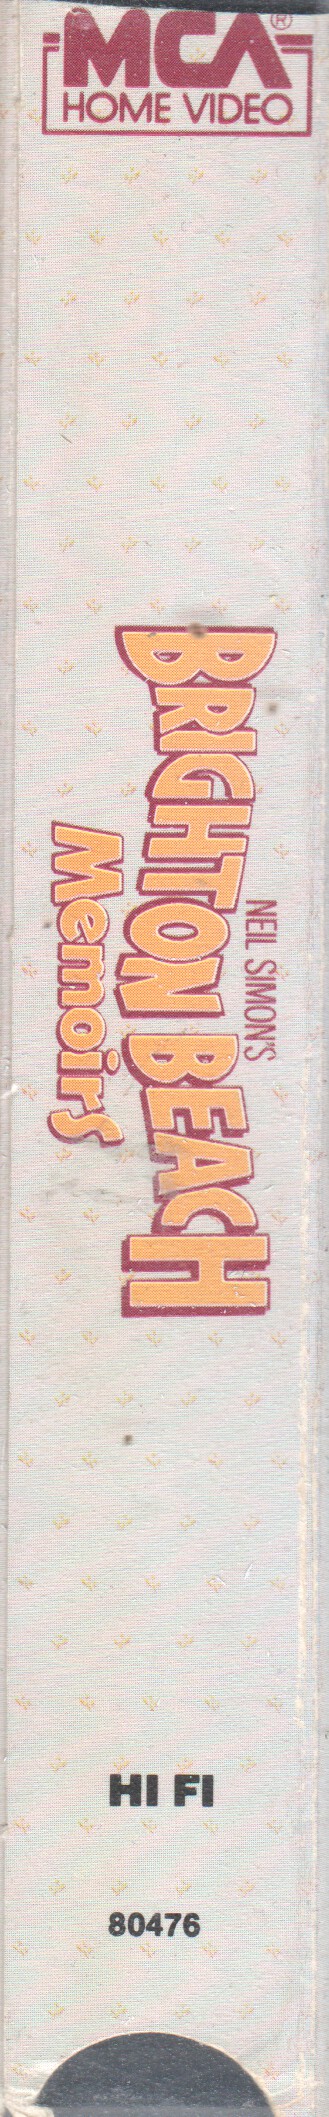 MCA®
HOME VIDEO
NEIL SIMON'S
BRIGHTON BEACH
Memoirs
HI FI
80476